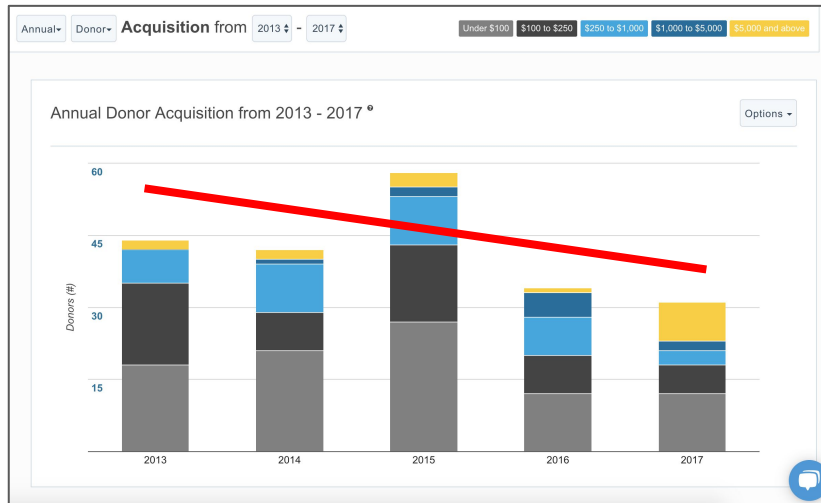 Annual Donor Acquisition from 2013 - 2017
Under $100 $100 to $250 $250 to $1,000 $1,000 to $5,000 $5,000 and above
Annual Donor Acquisition from 2013 - 2017 ?
Options
60
45
30
15
Donors (#)
2013 2014 2015 2016 2017